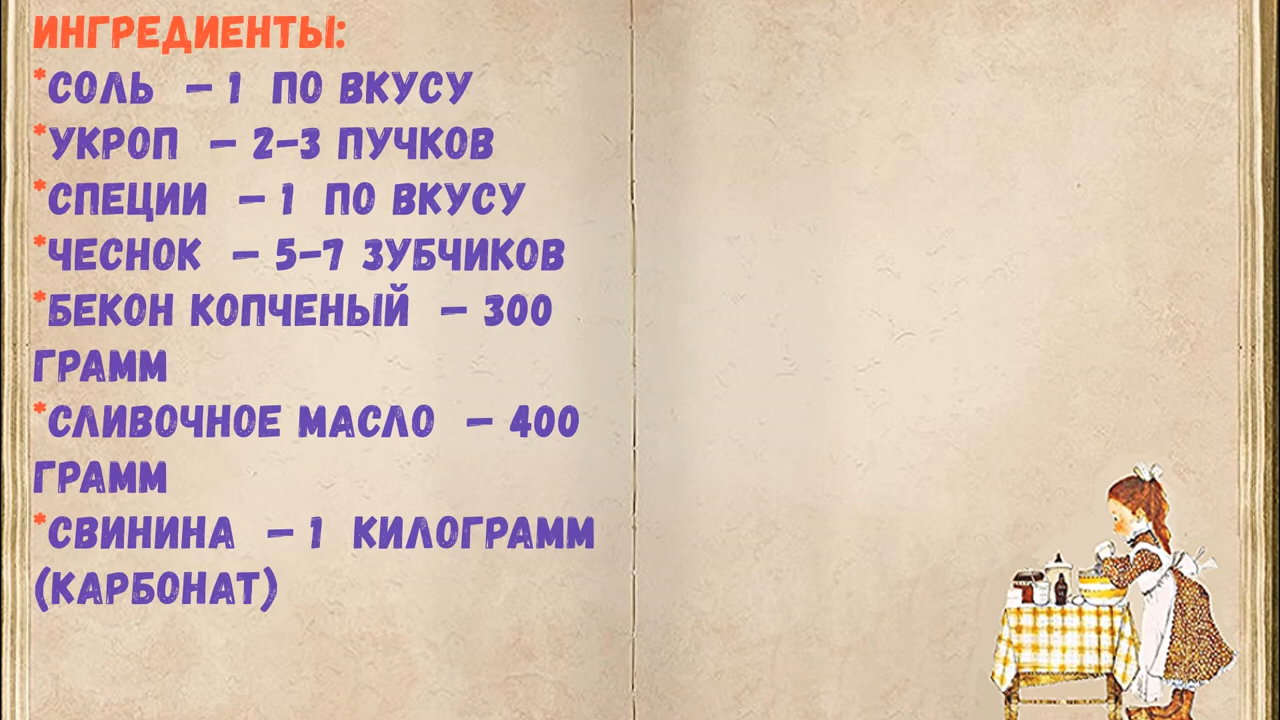 ИНГРЕДИЕНТЫ:
*СОЛЬ – 1 ПО ВКУСУ
*УКРОП – 2-3 ПУЧКОВ
*СПЕЦИИ – 1 ПО ВКУСУ
*ЧЕСНОК – 5-7 ЗУБЧИКОВ
*БЕКОН КОПЧЕНЫЙ – 300
ГРАММ
*СЛИВОЧНОЕ МАСЛО – 400
ГРАММ
*СВИНИНА – 1 КИЛОГРАММ
(КАРБОНАТ)